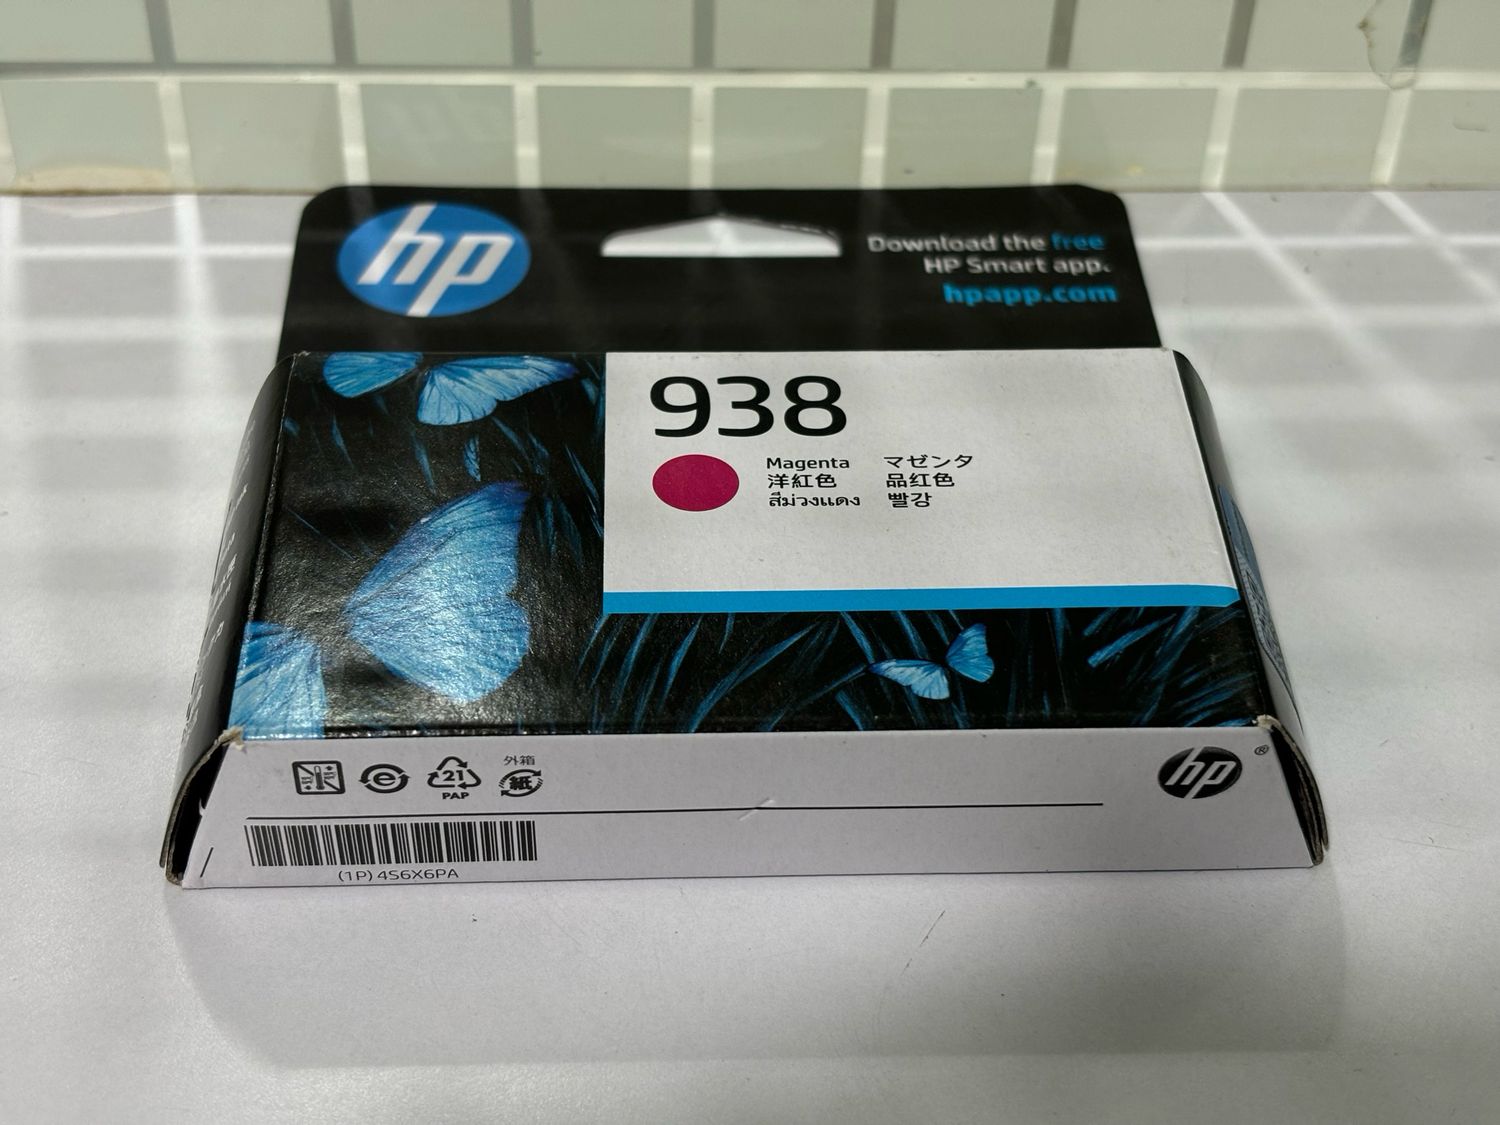 hp
Download the free
HP Smart app.
hpapp.com
938
Magenta マゼンタ
洋紅色 品红色
สีม่วงแดง 빨강
外箱
21
紙
PAP
hp ®
(1P) 4S6X6PA